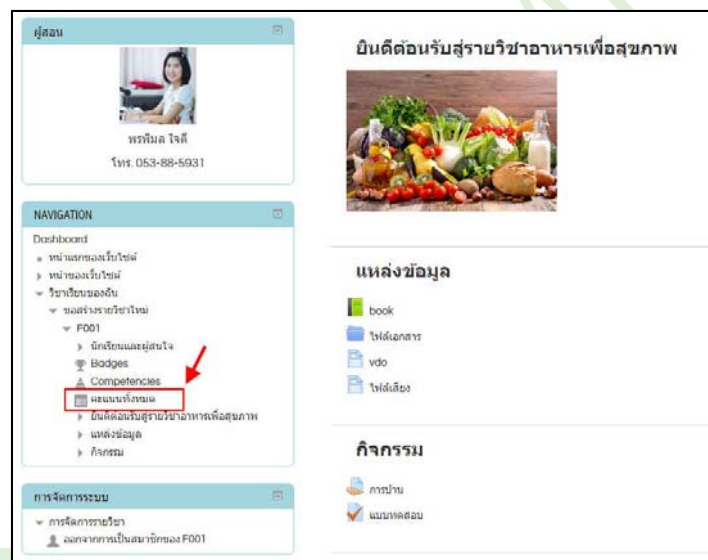 ผู้สอน
พรพิมล ใจดี
โทร. 053-88-5931
NAVIGATION
Dashboard
หน้าแรกของเว็บไซต์
หน้าของเว็บไซต์
วิชาเรียนของฉัน
ขอสร้างรายวิชาใหม่
F001
นักเรียนและผู้สนใจ
Badges
Competencies
คะแนนทั้งหมด
ยินดีต้อนรับสู่รายวิชาอาหารเพื่อสุขภาพ
แหล่งข้อมูล
กิจกรรม
การจัดการระบบ
การจัดการรายวิชา
ออกจากการเป็นสมาชิกของ F001
ยินดีต้อนรับสู่รายวิชาอาหารเพื่อสุขภาพ
แหล่งข้อมูล
book
ไฟล์เอกสาร
vdo
ไฟล์เสียง
กิจกรรม
การบ้าน
แบบทดสอบ